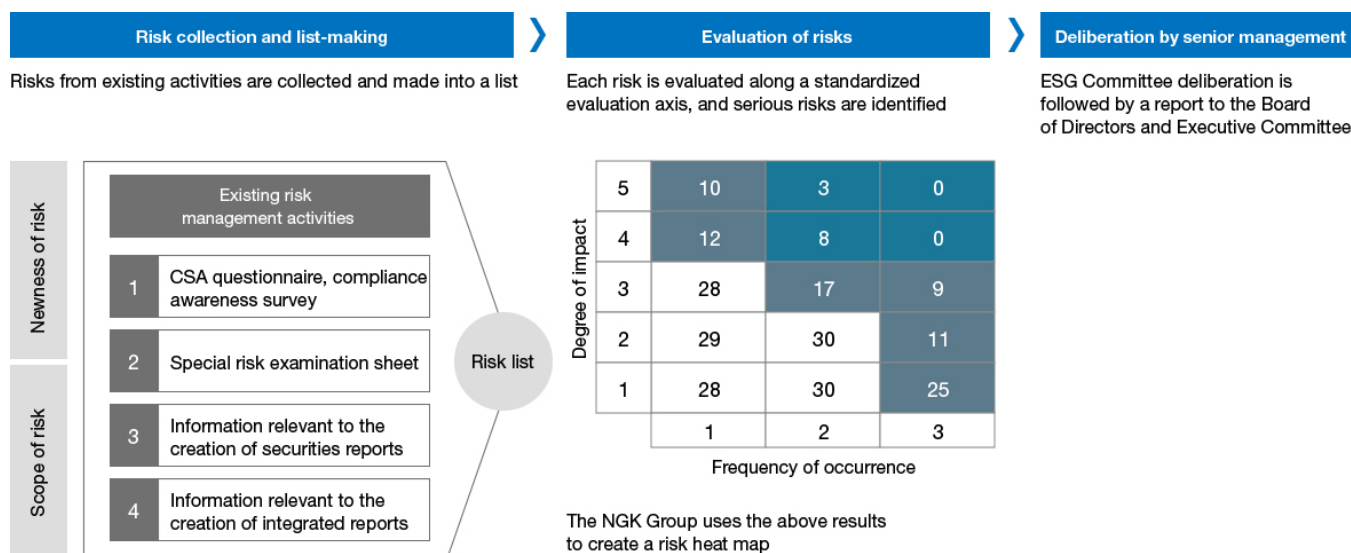 Risk collection and list-making
Evaluation of risks
Deliberation by senior management
Risks from existing activities are collected and made into a list
Each risk is evaluated along a standardized
evaluation axis, and serious risks are identified
ESG Committee deliberation is
followed by a report to the Board
of Directors and Executive Committee
Newness of risk
Scope of risk
Existing risk
management activities
1
CSA questionnaire, compliance
awareness survey
2
Special risk examination sheet
3
Information relevant to the
creation of securities reports
4
Information relevant to the
creation of integrated reports
Risk list
Degree of impact
5 10 3 0
4 12 8 0
3 28 17 9
2 29 30 11
1 28 30 25
1 2 3
Frequency of occurrence
The NGK Group uses the above results
to create a risk heat map